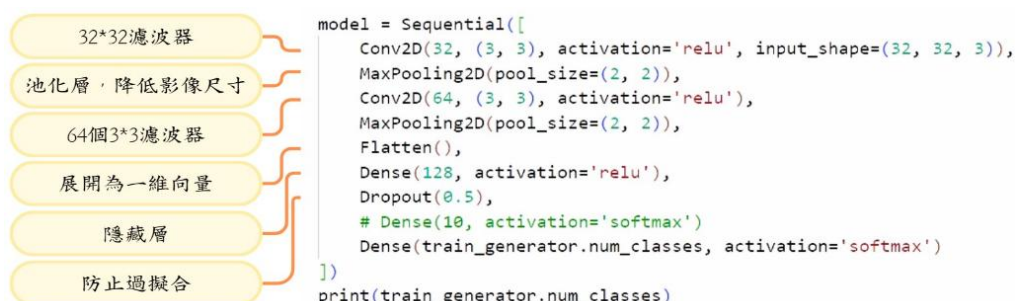 32*32濾波器
池化層，降低影像尺寸
64個3*3濾波器
展開為一維向量
隱藏層
防止過擬合
model = Sequential([
    Conv2D(32, (3, 3), activation='relu', input_shape=(32, 32, 3)),
    MaxPooling2D(pool_size=(2, 2)),
    Conv2D(64, (3, 3), activation='relu'),
    MaxPooling2D(pool_size=(2, 2)),
    Flatten(),
    Dense(128, activation='relu'),
    Dropout(0.5),
    # Dense(10, activation='softmax')
    Dense(train_generator.num_classes, activation='softmax')
])
print(train_generator.num_classes)